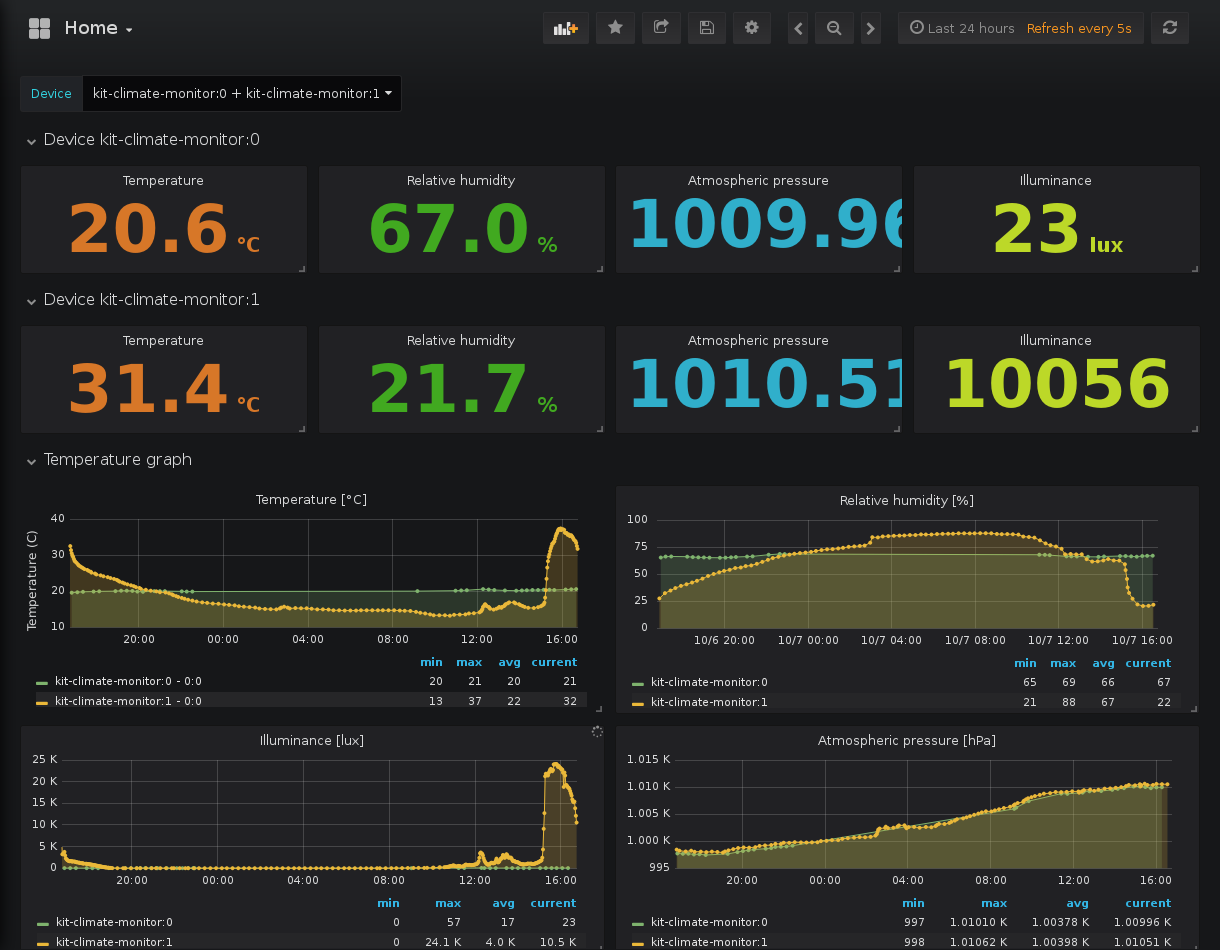 Home
Last 24 hours Refresh every 5s
Device kit-climate-monitor:0 + kit-climate-monitor:1
Device kit-climate-monitor:0
Temperature Relative humidity Atmospheric pressure Illuminance
20.6 °C 67.0 % 1009.96 23 lux
Device kit-climate-monitor:1
Temperature Relative humidity Atmospheric pressure Illuminance
31.4 °C 21.7 % 1010.51 10056
Temperature graph
Temperature [°C]
Temperature (C)
40
30
20
10
20:00 00:00 04:00 08:00 12:00 16:00
min max avg current
kit-climate-monitor:0 - 0:0 20 21 20 21
kit-climate-monitor:1 - 0:0 13 37 22 32
Relative humidity [%]
100
75
50
25
0
10/6 20:00 10/7 00:00 10/7 04:00 10/7 08:00 10/7 12:00 10/7 16:00
min max avg current
kit-climate-monitor:0 65 69 66 67
kit-climate-monitor:1 21 88 67 22
Illuminance [lux]
25 K
20 K
15 K
10 K
5 K
0
20:00 00:00 04:00 08:00 12:00 16:00
min max avg current
kit-climate-monitor:0 0 57 17 23
kit-climate-monitor:1 0 24.1 K 4.0 K 10.5 K
Atmospheric pressure [hPa]
1.015 K
1.010 K
1.005 K
1.000 K
995
20:00 00:00 04:00 08:00 12:00 16:00
min max avg current
kit-climate-monitor:0 997 1.01010 K 1.00378 K 1.00996 K
kit-climate-monitor:1 998 1.01062 K 1.00398 K 1.01051 K